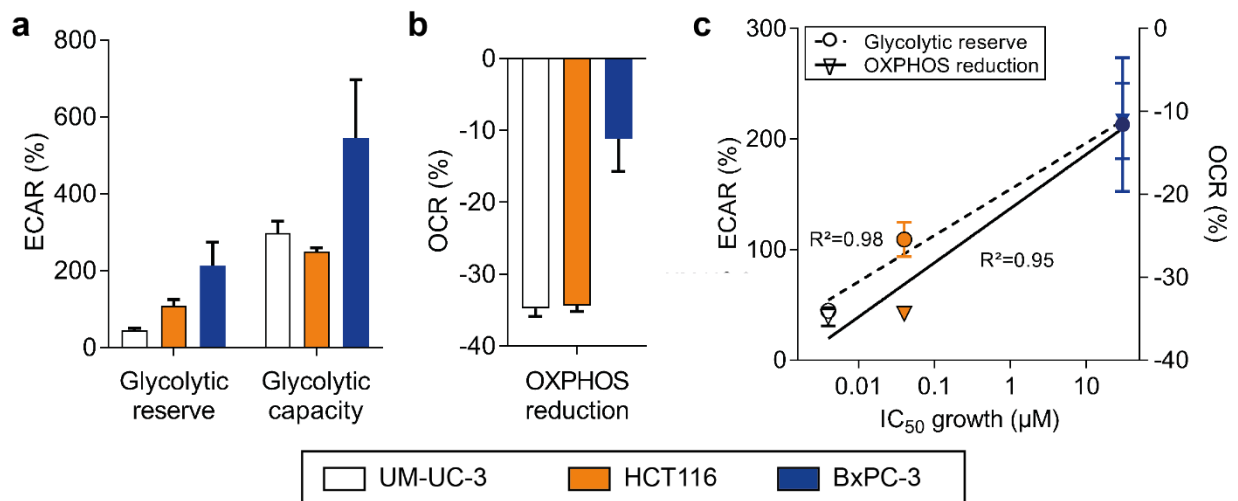 a
800
600
400
200
0
ECAR (%)
Glycolytic
reserve
Glycolytic
capacity
b
0
-10
-20
-30
-40
OCR (%)
OXPHOS
reduction
c
300
200
100
0
ECAR (%)
Glycolytic reserve
OXPHOS reduction
R²=0.98
R²=0.95
0
-10
-20
-30
-40
OCR (%)
0.01 0.1 1 10
IC₅₀ growth (µM)
UM-UC-3 HCT116 BxPC-3